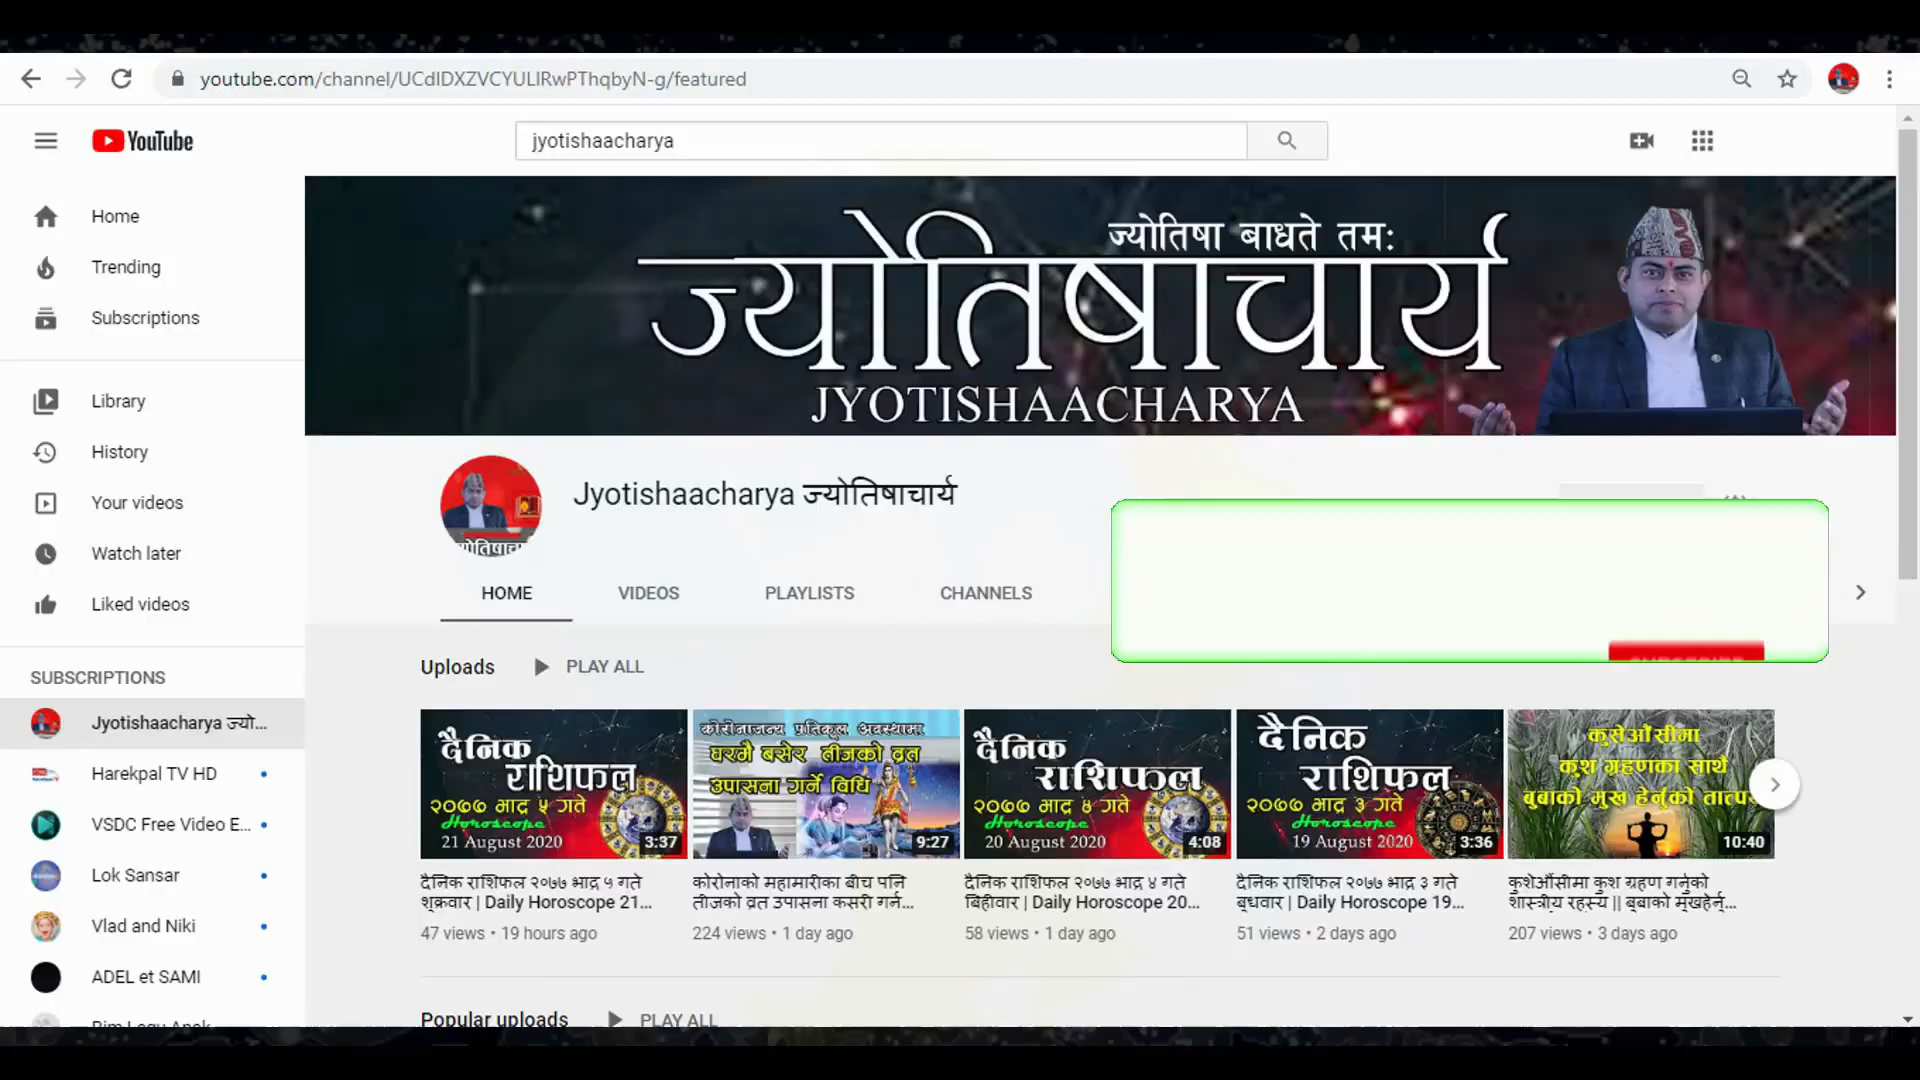 youtube.com/channel/UCdIDXZVCYULIRwPThqbyN-g/featured
YouTube
jyotishaacharya
Home
Trending
Subscriptions
Library
History
Your videos
Watch later
Liked videos
SUBSCRIPTIONS
Jyotishaacharya ज्यो...
Harekpal TV HD
VSDC Free Video E...
Lok Sansar
Vlad and Niki
ADEL et SAMI
ज्योतिषा बाधते तमः
ज्योतिषाचार्य
JYOTISHAACHARYA
Jyotishaacharya ज्योतिषाचार्य
HOME VIDEOS PLAYLISTS CHANNELS
Uploads PLAY ALL
दैनिक
राशिफल
२०७७ भाद्र ५ गते
Horoscope
21 August 2020
3:37
कोरोनाजन्य प्रतिकूल अवस्थामा
घरमै बसेर तीजको व्रत
उपासना गर्ने विधि
9:27
दैनिक
राशिफल
२०७७ भाद्र ४ गते
Horoscope
20 August 2020
4:08
दैनिक
राशिफल
२०७७ भाद्र ३ गते
Horoscope
19 August 2020
3:36
कुसेऔंसीमा
कुश ग्रहणका साथै
बुबाको मुख हेर्नुको
10:40
दैनिक राशिफल २०७७ भाद्र ५ गते
शुक्रवार | Daily Horoscope 21...
47 views • 19 hours ago
कोरोनाको महामारीका बीच पनि
तीजको व्रत उपासना कसरी गर्न...
224 views • 1 day ago
दैनिक राशिफल २०७७ भाद्र ४ गते
बिहीवार | Daily Horoscope 20...
58 views • 1 day ago
दैनिक राशिफल २०७७ भाद्र ३ गते
बुधवार | Daily Horoscope 19...
51 views • 2 days ago
कुशेऔंसीमा कुश ग्रहण गर्नुको
शास्त्रीय रहस्य || बुबाको मुखहेर्नु...
207 views • 3 days ago
Popular uploads PLAY ALL